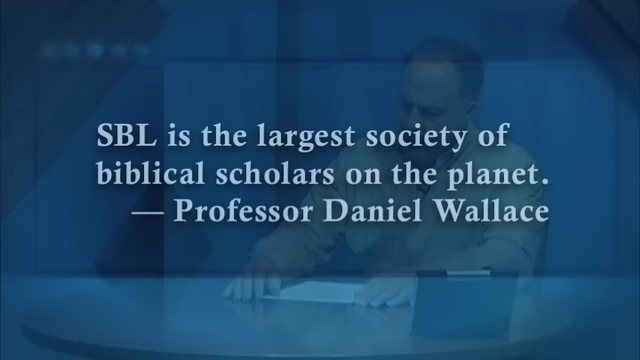 SBL is the largest society of
biblical scholars on the planet.
— Professor Daniel Wallace